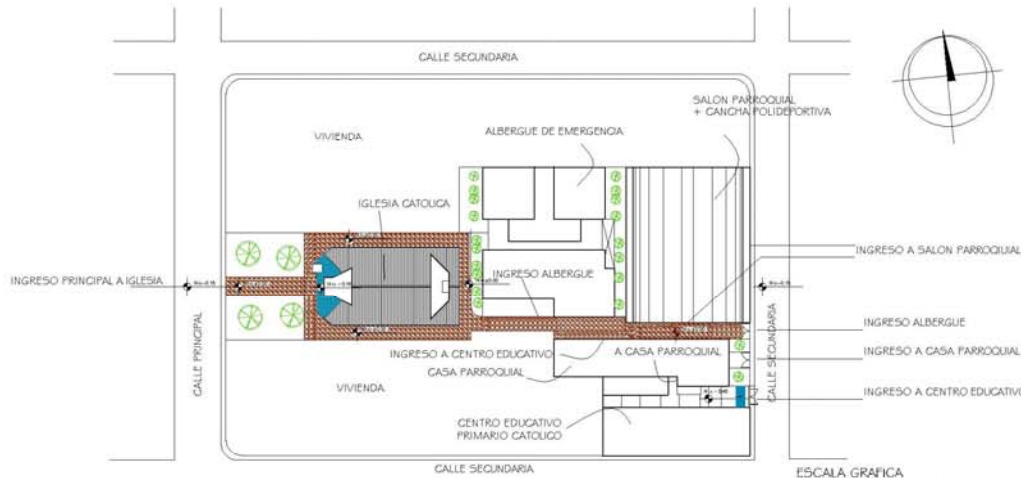 CALLE SECUNDARIA
SALON PARROQUIAL
+ CANCHA POLIDEPORTIVA
ALBERGUE DE EMERGENCIA
VIVIENDA
IGLESIA CATOLICA
INGRESO A SALON PARROQUIAL
INGRESO PRINCIPAL A IGLESIA
INGRESO ALBERGUE
INGRESO ALBERGUE
INGRESO A CENTRO EDUCATIVO
A CASA PARROQUIAL
INGRESO A CASA PARROQUIAL
CASA PARROQUIAL
CALLE PRINCIPAL
CALLE SECUNDARIA
VIVIENDA
INGRESO A CENTRO EDUCATIVO
CENTRO EDUCATIVO
PRIMARIO CATOLICO
CALLE SECUNDARIA
ESCALA GRAFICA